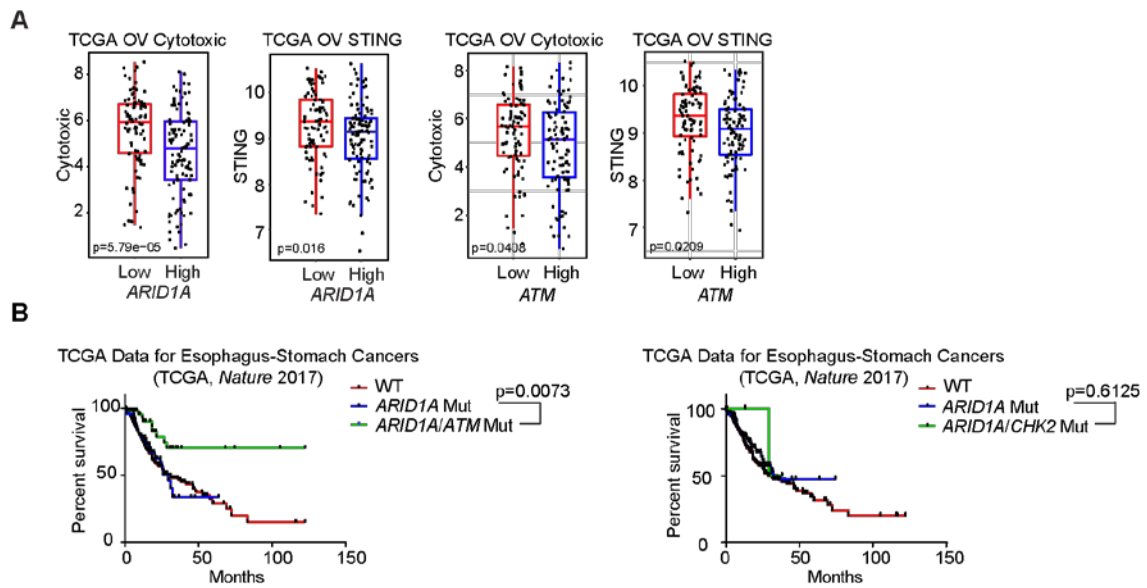 A
TCGA OV Cytotoxic
TCGA OV STING
TCGA OV Cytotoxic
TCGA OV STING
Cytotoxic
8
6
4
2
p=5.79e−05
Low High
ARID1A
STING
10
9
8
7
p=0.016
Low High
ARID1A
Cytotoxic
8
6
4
2
p=0.0408
Low High
ATM
STING
10
9
8
7
p=0.0209
Low High
ATM
B
TCGA Data for Esophagus-Stomach Cancers
(TCGA, Nature 2017)
WT
ARID1A Mut
ARID1A/ATM Mut
p=0.0073
Percent survival
100
50
0
0 50 100 150
Months
TCGA Data for Esophagus-Stomach Cancers
(TCGA, Nature 2017)
WT
ARID1A Mut
ARID1A/CHK2 Mut
p=0.6125
Percent survival
100
50
0
0 50 100 150
Months